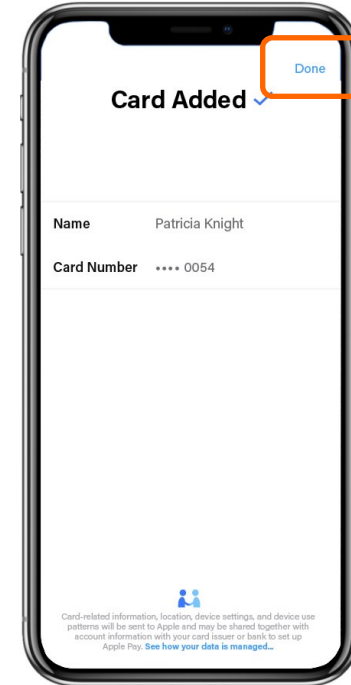 Done
Card Added ✓
Name Patricia Knight
Card Number •••• 0054
Card-related information, location, device settings, and device use
patterns will be sent to Apple and may be shared together with
account information with your card issuer or bank to set up
Apple Pay. See how your data is managed...